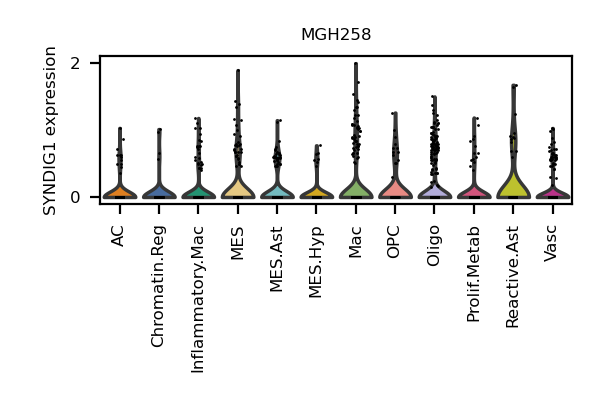 MGH258
SYNDIG1 expression
2
0
AC
Chromatin.Reg
Inflammatory.Mac
MES
MES.Ast
MES.Hyp
Mac
OPC
Oligo
Prolif.Metab
Reactive.Ast
Vasc